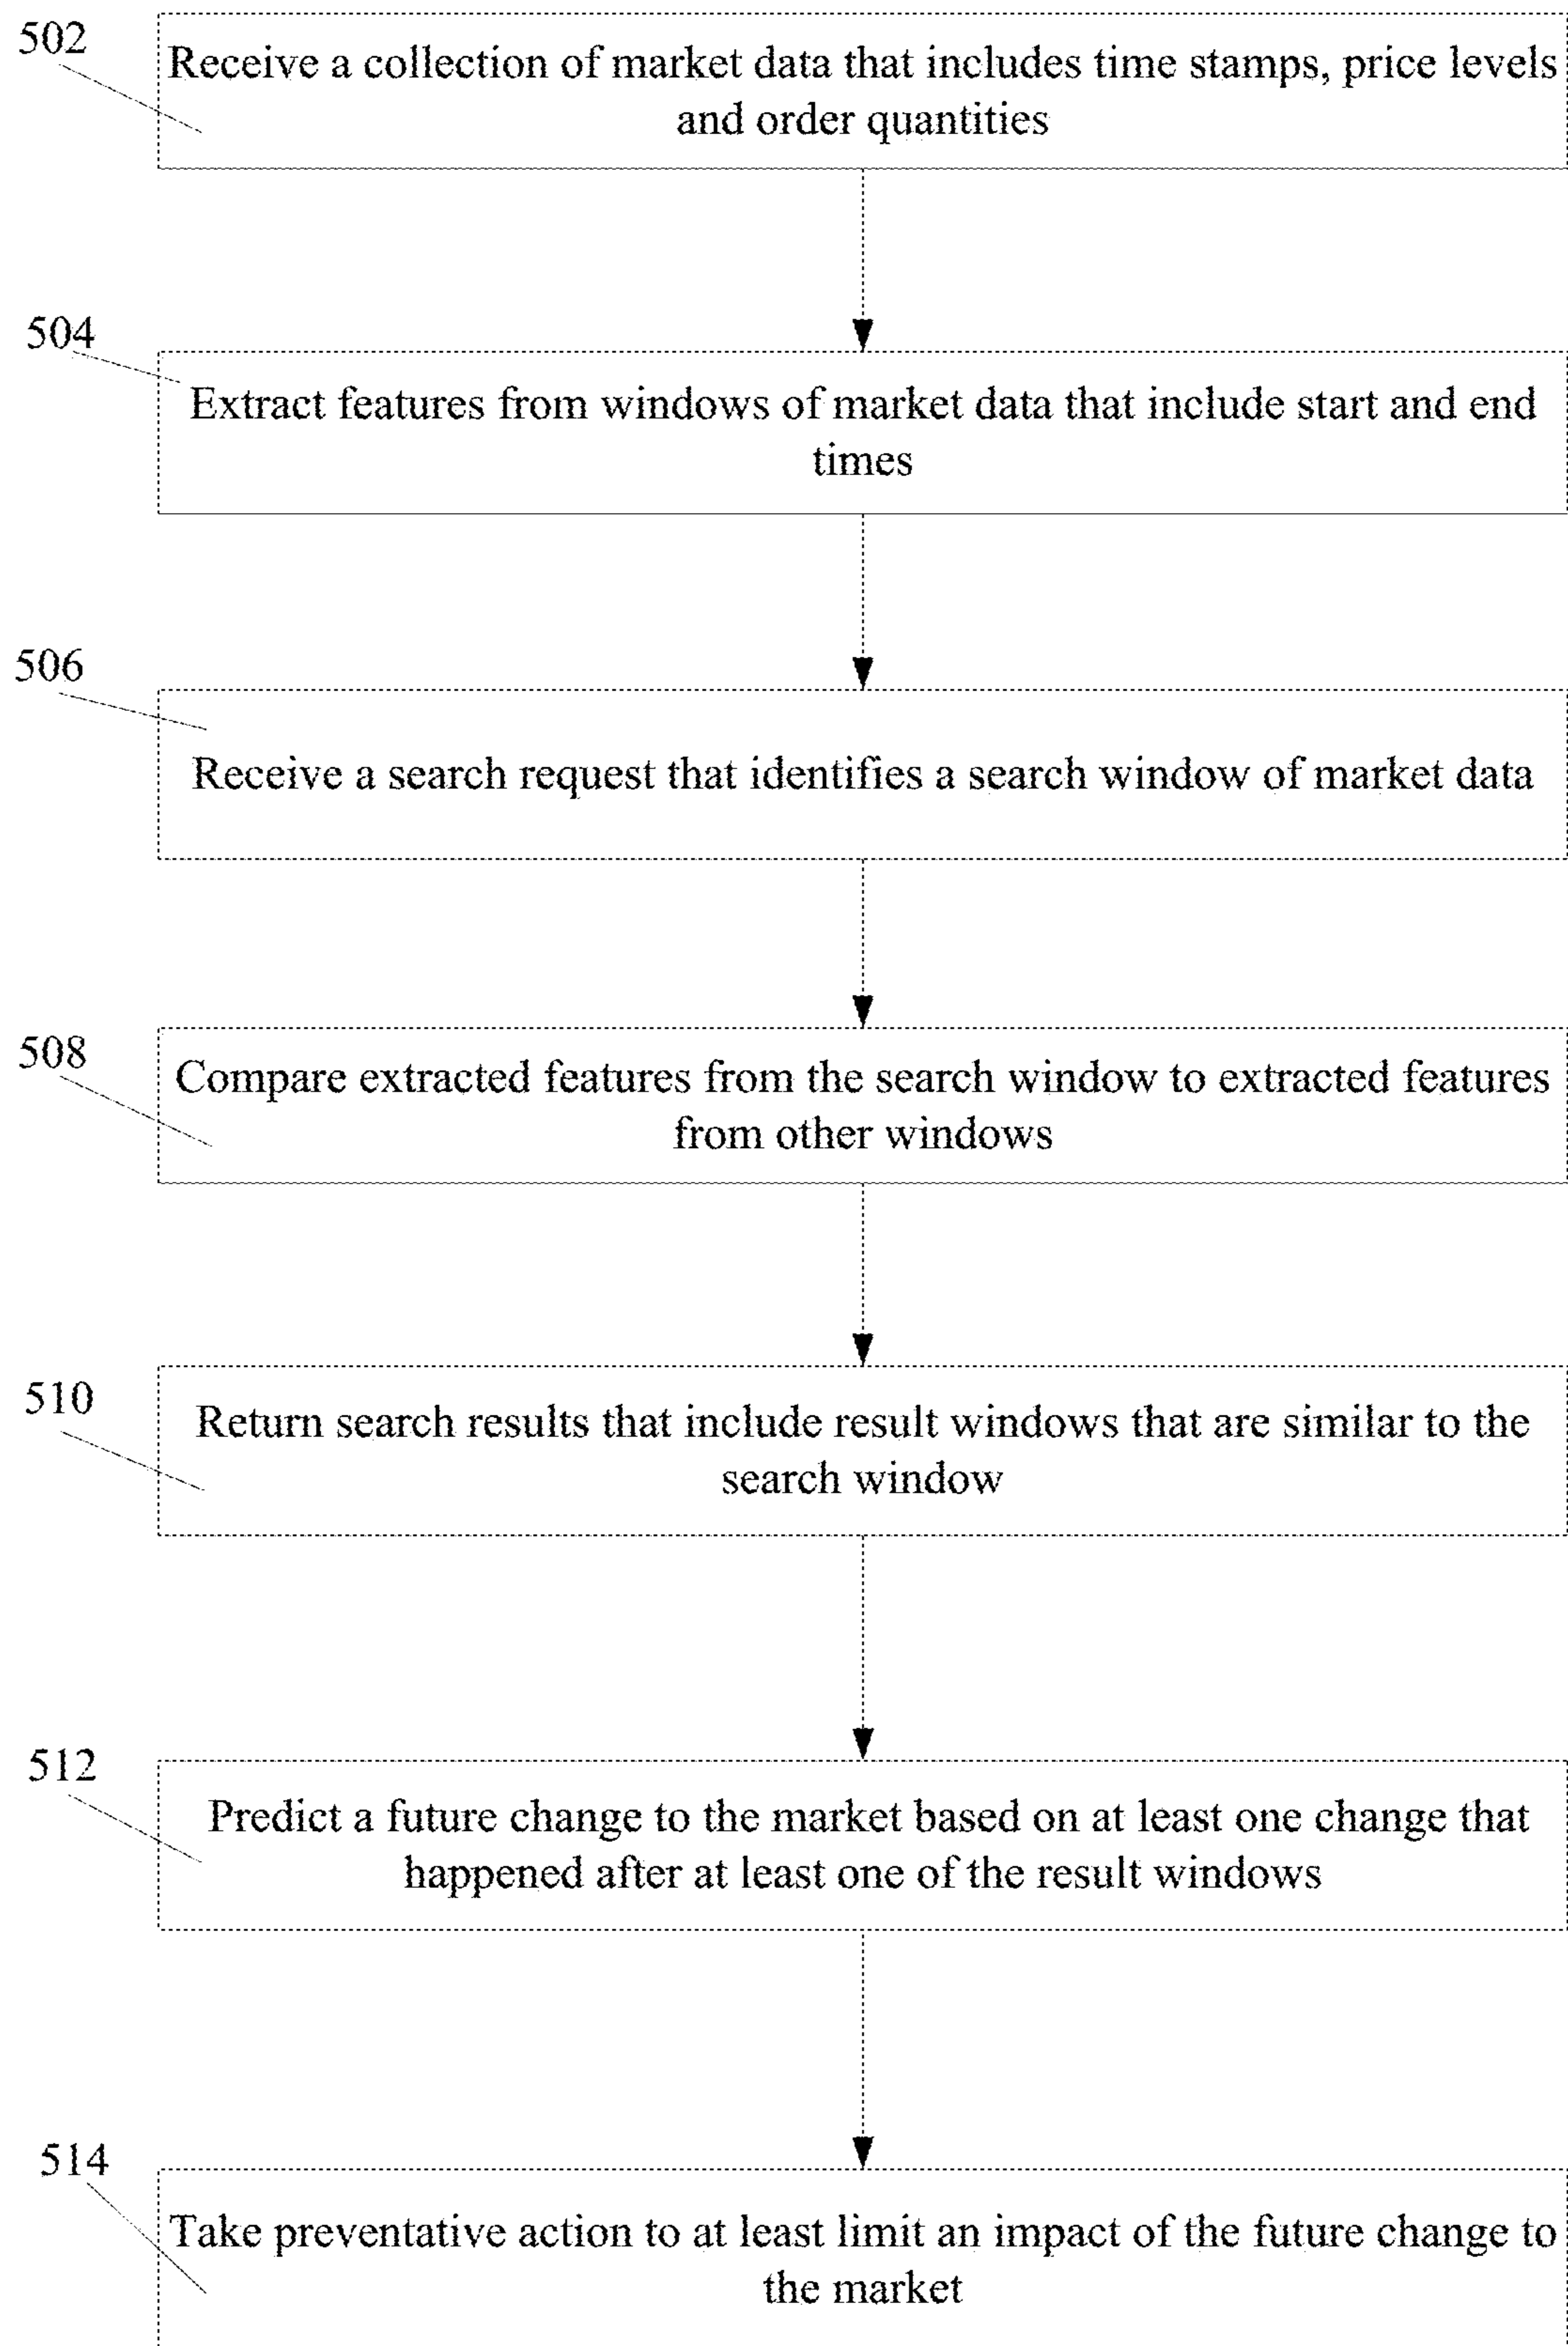 502
Receive a collection of market data that includes time stamps, price levels
and order quantities
504
Extract features from windows of market data that include start and end
times
506
Receive a search request that identifies a search window of market data
508
Compare extracted features from the search window to extracted features
from other windows
510
Return search results that include result windows that are similar to the
search window
512
Predict a future change to the market based on at least one change that
happened after at least one of the result windows
514
Take preventative action to at least limit an impact of the future change to
the market